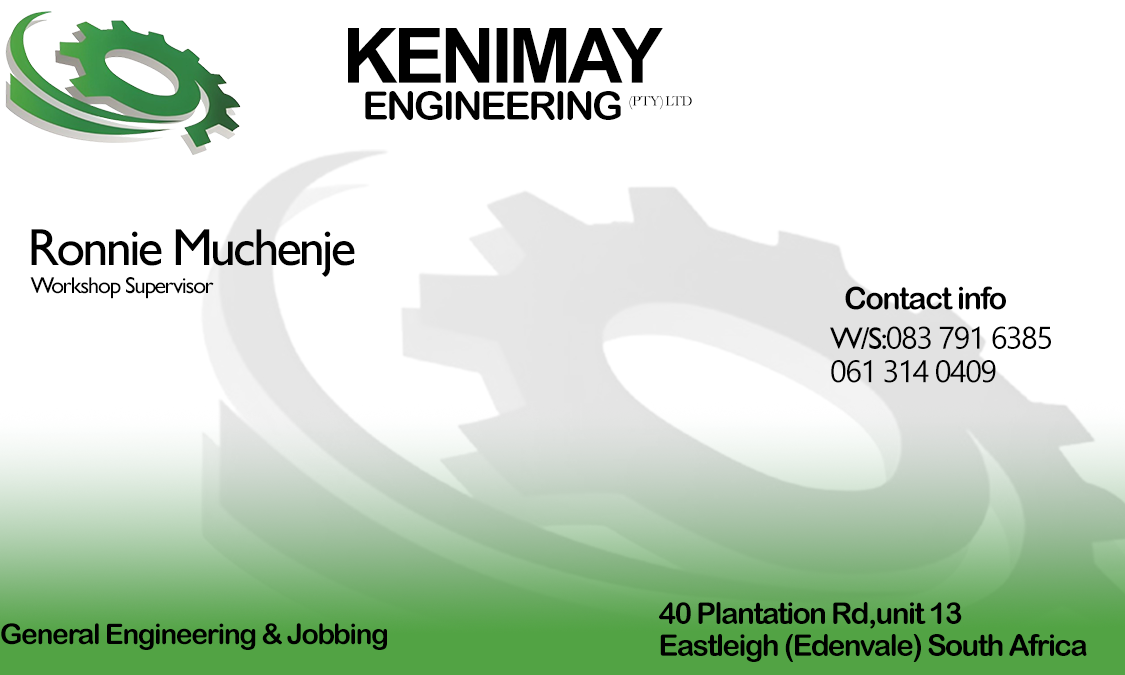 KENIMAY
ENGINEERING (PTY) LTD
Ronnie Muchenje
Workshop Supervisor
Contact info
W/S:083 791 6385
061 314 0409
General Engineering & Jobbing
40 Plantation Rd,unit 13
Eastleigh (Edenvale) South Africa